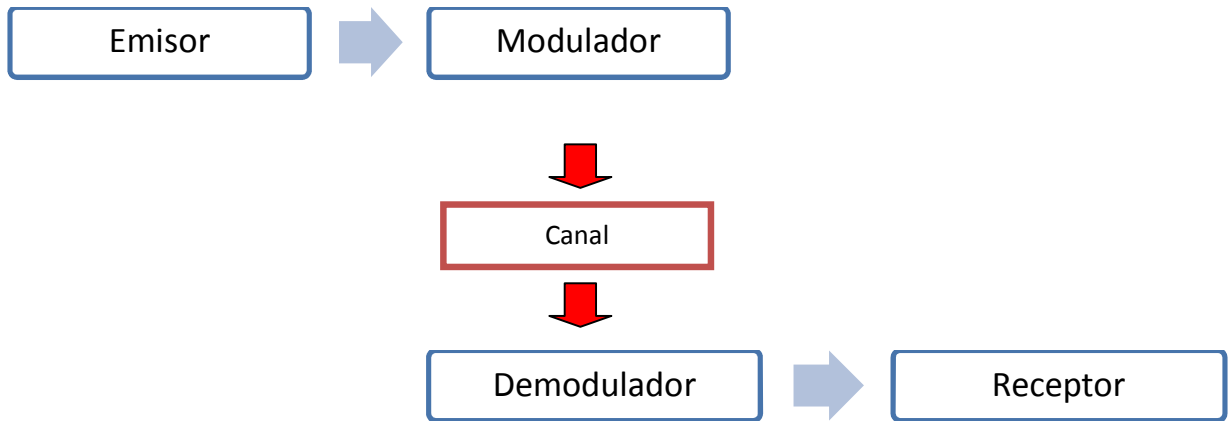 Emisor
Modulador
Canal
Demodulador
Receptor